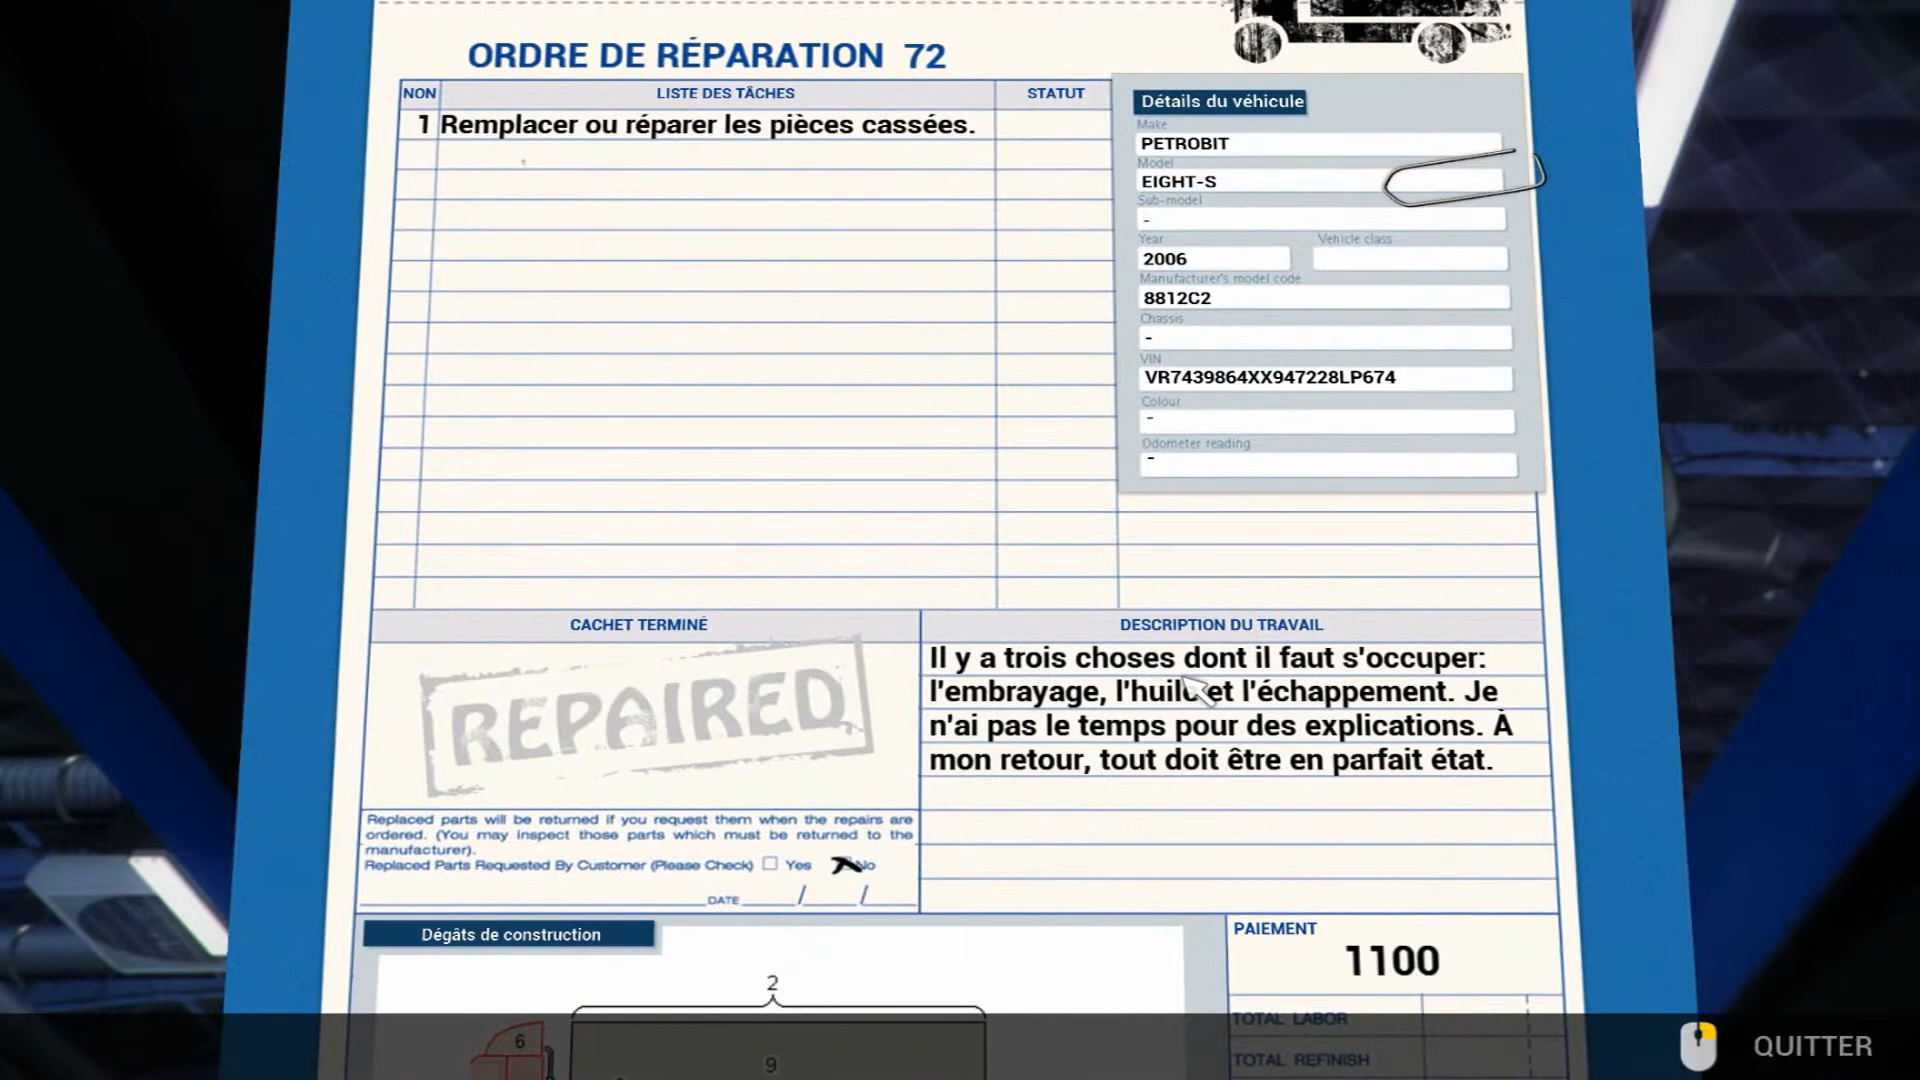 ORDRE DE RÉPARATION 72
NON LISTE DES TÂCHES STATUT
1 Remplacer ou réparer les pièces cassées.
Détails du véhicule
Make
PETROBIT
Model
EIGHT-S
Sub-model
-
Year Vehicle class
2006
Manufacturer's model code
8812C2
Chassis
-
VIN
VR7439864XX947228LP674
Colour
-
Odometer reading
-
CACHET TERMINÉ
REPAIRED
DESCRIPTION DU TRAVAIL
Il y a trois choses dont il faut s'occuper:
l'embrayage, l'huile et l'échappement. Je
n'ai pas le temps pour des explications. À
mon retour, tout doit être en parfait état.
Replaced parts will be returned if you request them when the repairs are
ordered. (You may inspect those parts which must be returned to the
manufacturer).
Replaced Parts Requested By Customer (Please Check) Yes No
DATE / /
Dégâts de construction
2
6
9
PAIEMENT
1100
TOTAL LABOR
TOTAL REFINISH
QUITTER